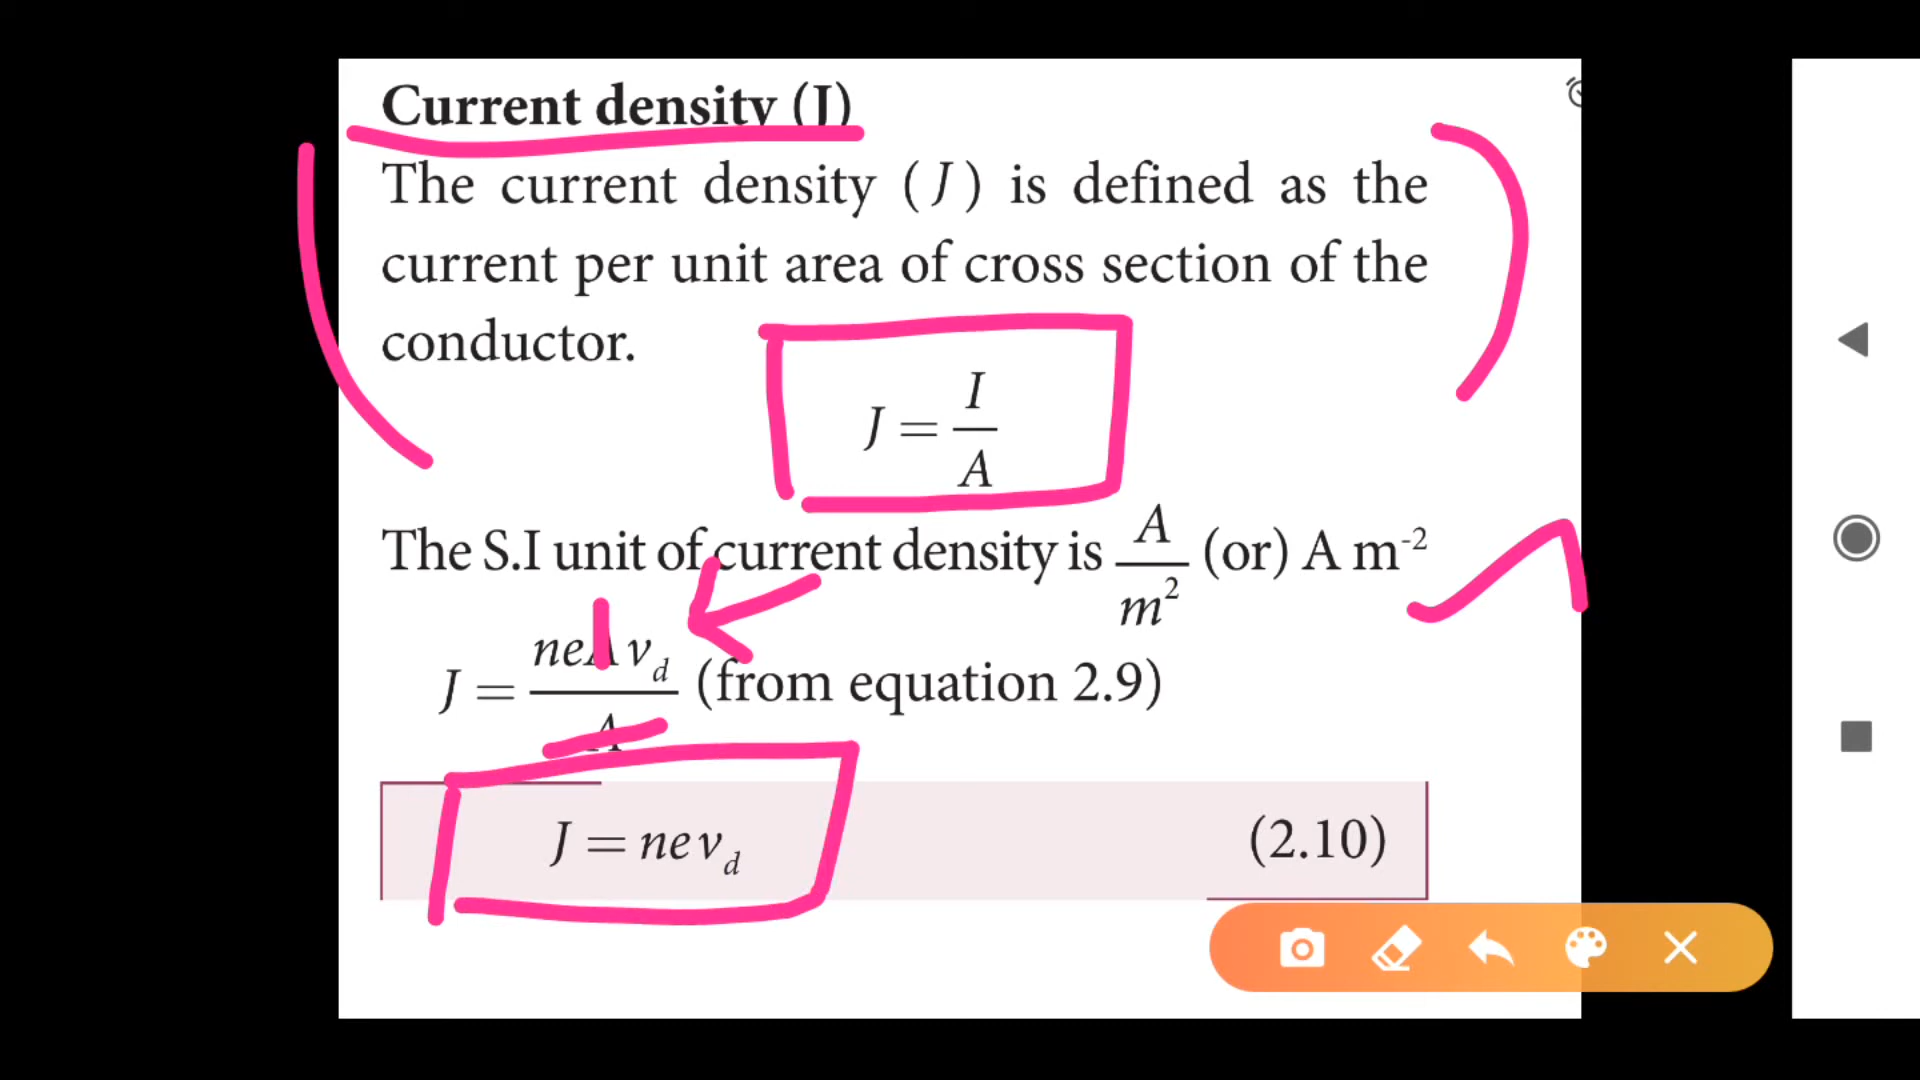 Current density (J)
The current density (J) is defined as the
current per unit area of cross section of the
conductor.
J = I/A
The S.I unit of current density is A/m² (or) A m⁻²
J = neAv_d/A (from equation 2.9)
J = nev_d (2.10)